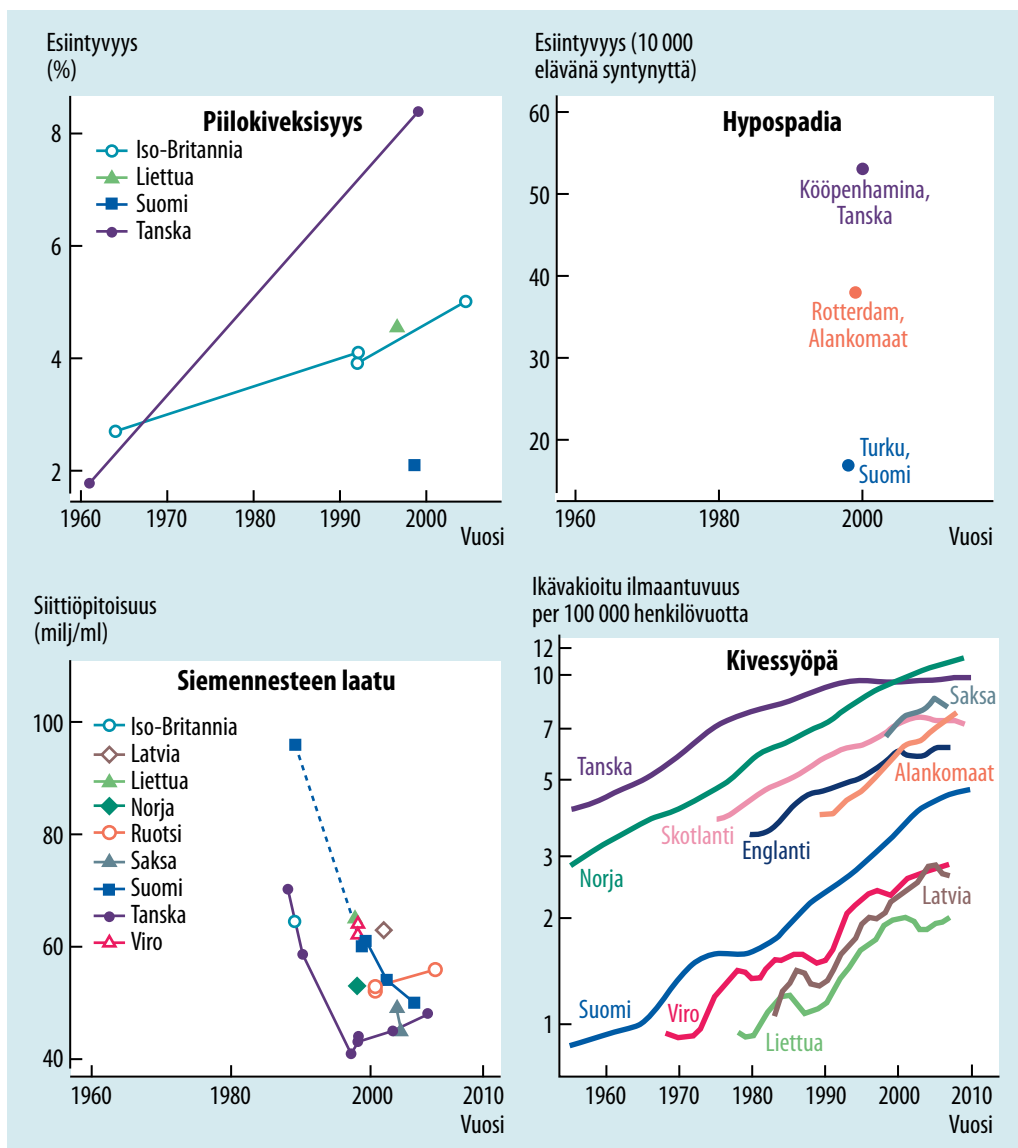 Esiintyvyys
(%)
Piilokiveksisyys
Iso-Britannia
Liettua
Suomi
Tanska
8
6
4
2
1960 1970 1980 1990 2000
Vuosi
Esiintyvyys (10 000
elävänä syntynyttä)
Hypospadia
60
50
40
30
20
Kööpenhamina,
Tanska
Rotterdam,
Alankomaat
Turku,
Suomi
1960 1980 2000
Vuosi
Siittiöpitoisuus
(milj/ml)
Siemennesteen laatu
Iso-Britannia
Latvia
Liettua
Norja
Ruotsi
Saksa
Suomi
Tanska
Viro
100
80
60
40
1960 1980 2000 2010
Vuosi
Ikävakioitu ilmaantuvuus
per 100 000 henkilövuotta
Kivessyöpä
12
10
7
5
3
2
1
Saksa
Tanska
Alankomaat
Skotlanti
Englanti
Norja
Latvia
Suomi
Viro
Liettua
1960 1970 1980 1990 2000 2010
Vuosi